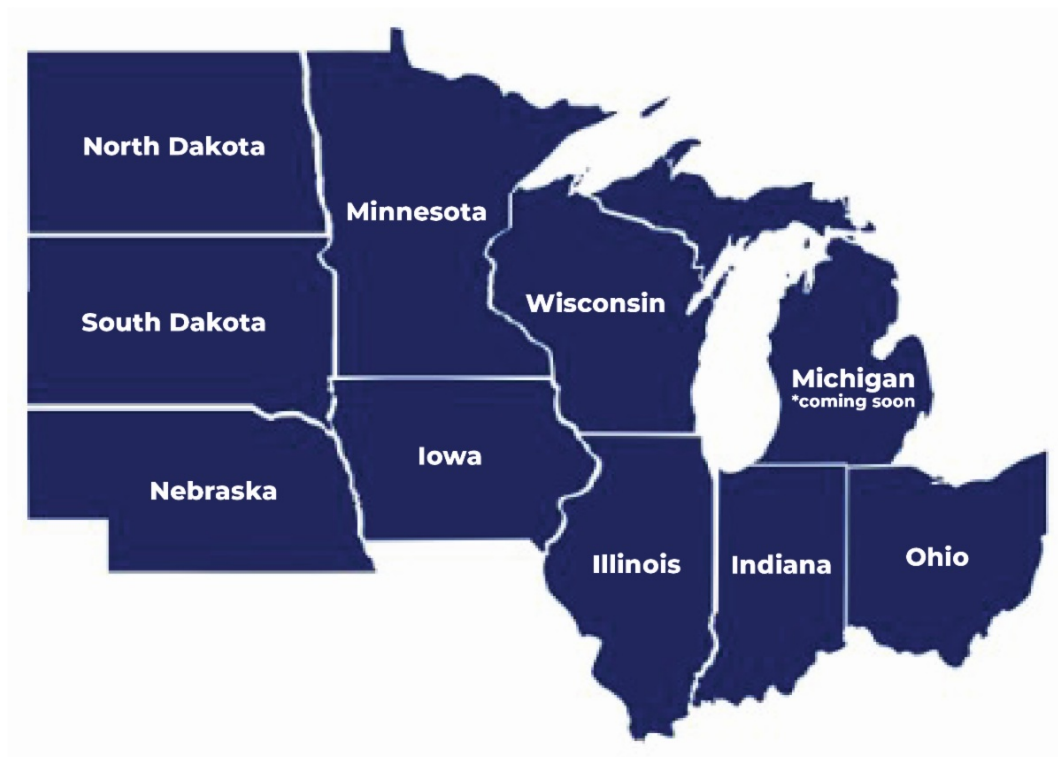 North Dakota
Minnesota
South Dakota
Wisconsin
Michigan
*coming soon
Iowa
Nebraska
Illinois
Indiana
Ohio